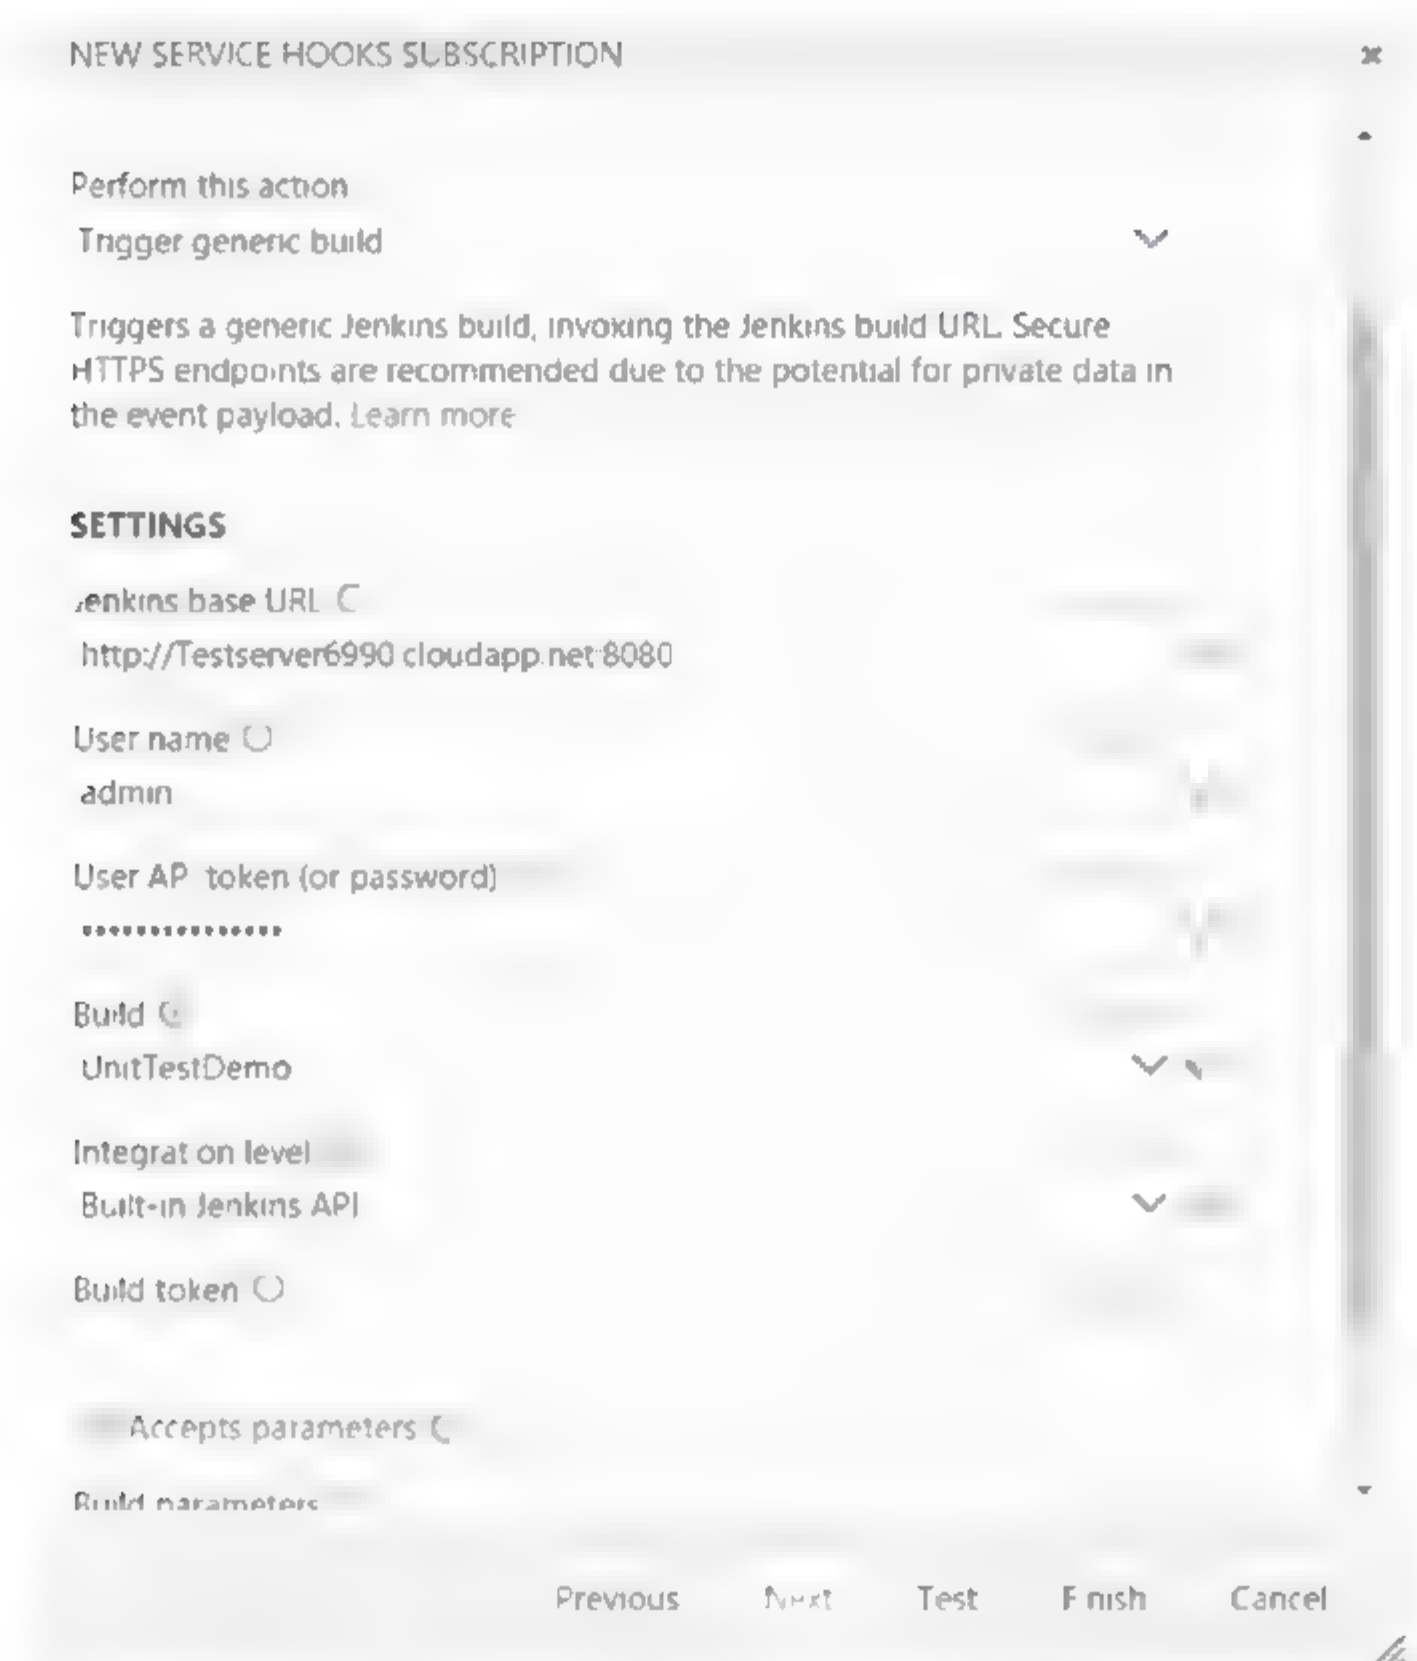 NEW SERVICE HOOKS SUBSCRIPTION
Perform this action
Trigger generic build
Triggers a generic Jenkins build, invoking the Jenkins build URL. Secure
HTTPS endpoints are recommended due to the potential for private data in
the event payload. Learn more
SETTINGS
Jenkins base URL
http://Testserver6990.cloudapp.net:8080
User name
admin
User API token (or password)
•••••••••••••••
Build
UnitTestDemo
Integration level
Built-in Jenkins API
Build token
Accepts parameters
Build parameters
Previous Next Test Finish Cancel